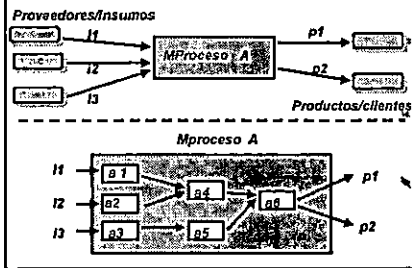 Proveedores/Insumos
I1
p1
I2
MProceso A
I3
p2
Productos/clientes
Mproceso A
I1
a 1
p1
a4
I2
a2
a6
I3
a3
a5
p2